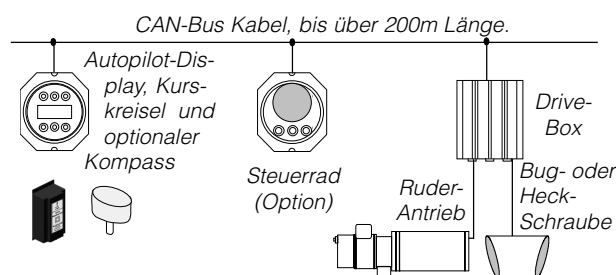 CAN-Bus Kabel, bis über 200m Länge.
Autopilot-Dis-
play, Kurs-
kreisel und
optionaler
Kompass
Steuerrad
(Option)
Drive-
Box
Ruder-
Antrieb
Bug- oder
Heck-
Schraube